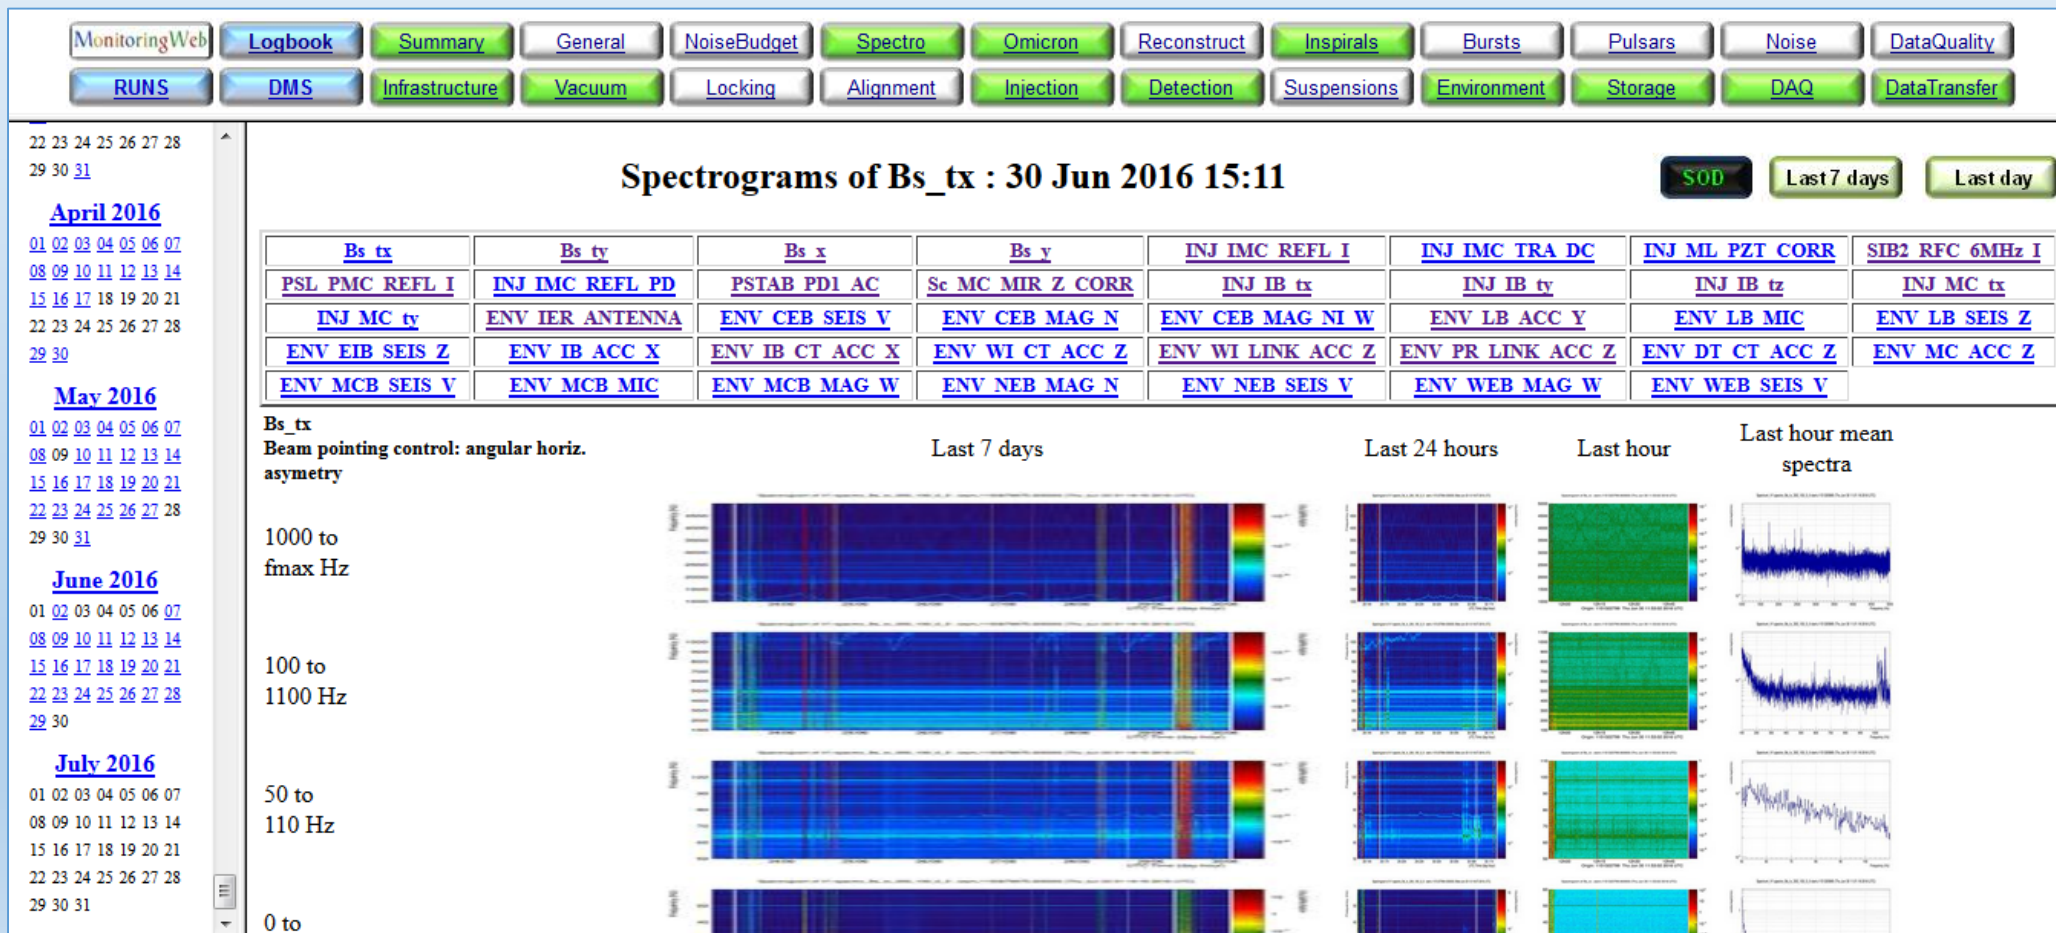 MonitoringWeb Logbook Summary General NoiseBudget Spectro Omicron Reconstruct Inspirals Bursts Pulsars Noise DataQuality
RUNS DMS Infrastructure Vacuum Locking Alignment Injection Detection Suspensions Environment Storage DAQ DataTransfer
22 23 24 25 26 27 28
29 30 31
April 2016
01 02 03 04 05 06 07
08 09 10 11 12 13 14
15 16 17 18 19 20 21
22 23 24 25 26 27 28
29 30
May 2016
01 02 03 04 05 06 07
08 09 10 11 12 13 14
15 16 17 18 19 20 21
22 23 24 25 26 27 28
29 30 31
June 2016
01 02 03 04 05 06 07
08 09 10 11 12 13 14
15 16 17 18 19 20 21
22 23 24 25 26 27 28
29 30
July 2016
01 02 03 04 05 06 07
08 09 10 11 12 13 14
15 16 17 18 19 20 21
22 23 24 25 26 27 28
29 30 31
Spectrograms of Bs_tx : 30 Jun 2016 15:11
SOD Last 7 days Last day
Bs_tx Bs_ty Bs_x Bs_y INJ_IMC_REFL_I INJ_IMC_TRA_DC INJ_ML_PZT_CORR SIB2_RFC_6MHz_I
PSL_PMC_REFL_I INJ_IMC_REFL_PD PSTAB_PD1_AC Sc_MC_MIR_Z_CORR INJ_IB_tx INJ_IB_ty INJ_IB_tz INJ_MC_tx
INJ_MC_ty ENV_IER_ANTENNA ENV_CEB_SEIS_V ENV_CEB_MAG_N ENV_CEB_MAG_NI_W ENV_LB_ACC_Y ENV_LB_MIC ENV_LB_SEIS_Z
ENV_EIB_SEIS_Z ENV_IB_ACC_X ENV_IB_CT_ACC_X ENV_WI_CT_ACC_Z ENV_WI_LINK_ACC_Z ENV_PR_LINK_ACC_Z ENV_DT_CT_ACC_Z ENV_MC_ACC_Z
ENV_MCB_SEIS_V ENV_MCB_MIC ENV_MCB_MAG_W ENV_NEB_MAG_N ENV_NEB_SEIS_V ENV_WEB_MAG_W ENV_WEB_SEIS_V
Bs_tx
Beam pointing control: angular horiz.
asymetry
Last 7 days
Last 24 hours
Last hour
Last hour mean
spectra
1000 to
fmax Hz
100 to
1100 Hz
50 to
110 Hz
0 to